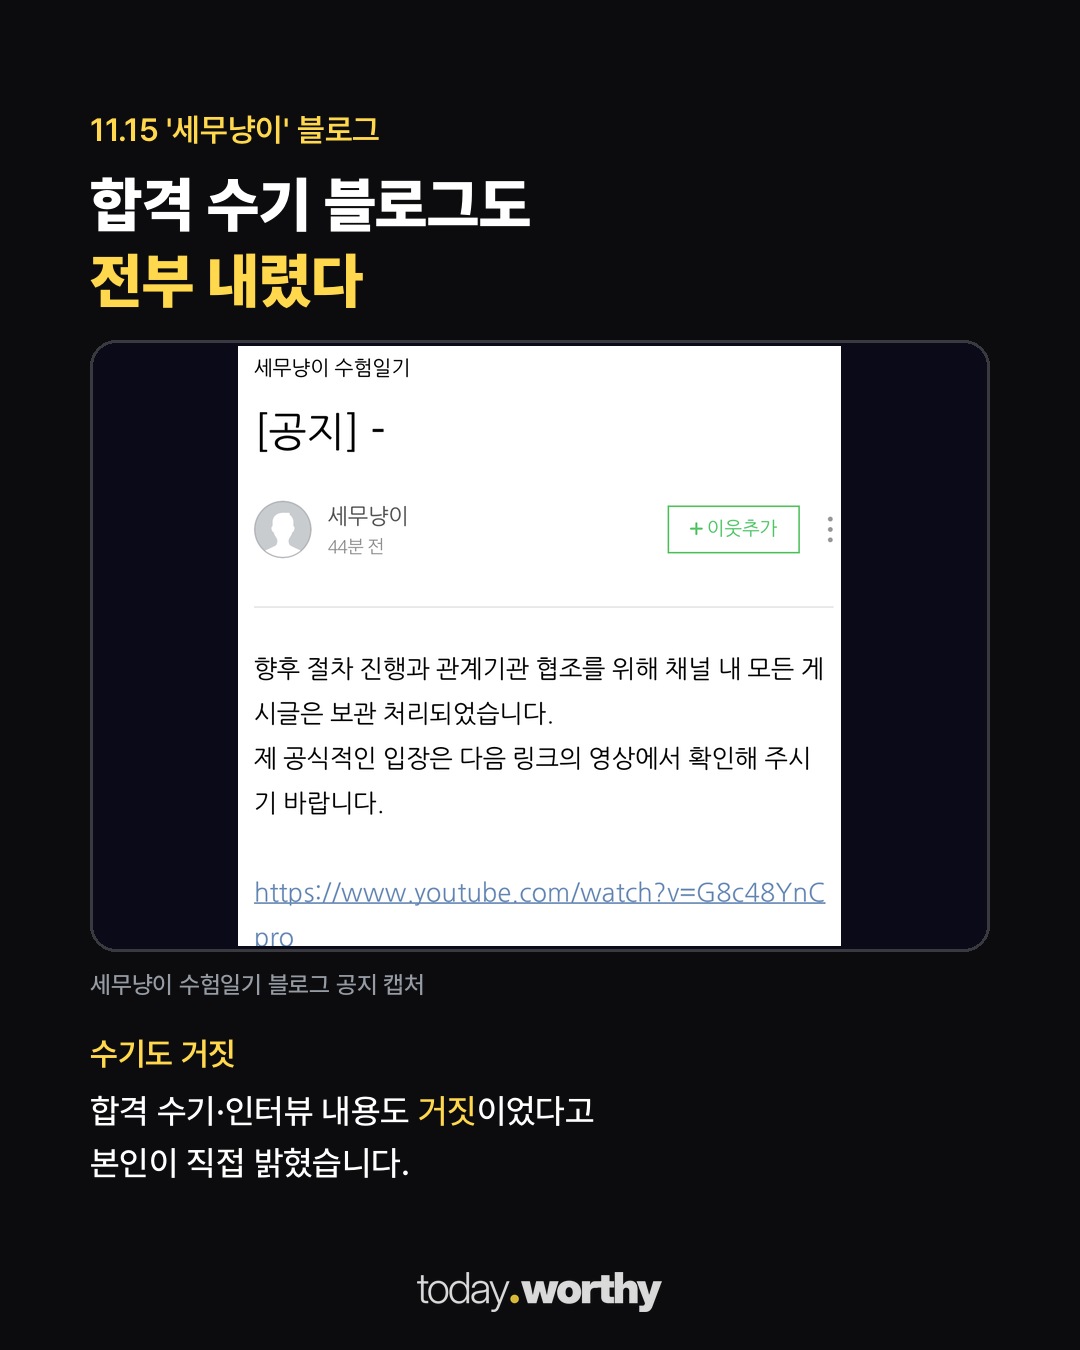 11.15 '세무냥이' 블로그
합격 수기 블로그도
전부 내렸다
세무냥이 수험일기
[공지] -
세무냥이
44분 전
+ 이웃추가
향후 절차 진행과 관계기관 협조를 위해 채널 내 모든 게
시글은 보관 처리되었습니다.
제 공식적인 입장은 다음 링크의 영상에서 확인해 주시
기 바랍니다.
https://www.youtube.com/watch?v=G8c48YnC
pro
세무냥이 수험일기 블로그 공지 캡처
수기도 거짓
합격 수기·인터뷰 내용도 거짓이었다고
본인이 직접 밝혔습니다.
today.worthy